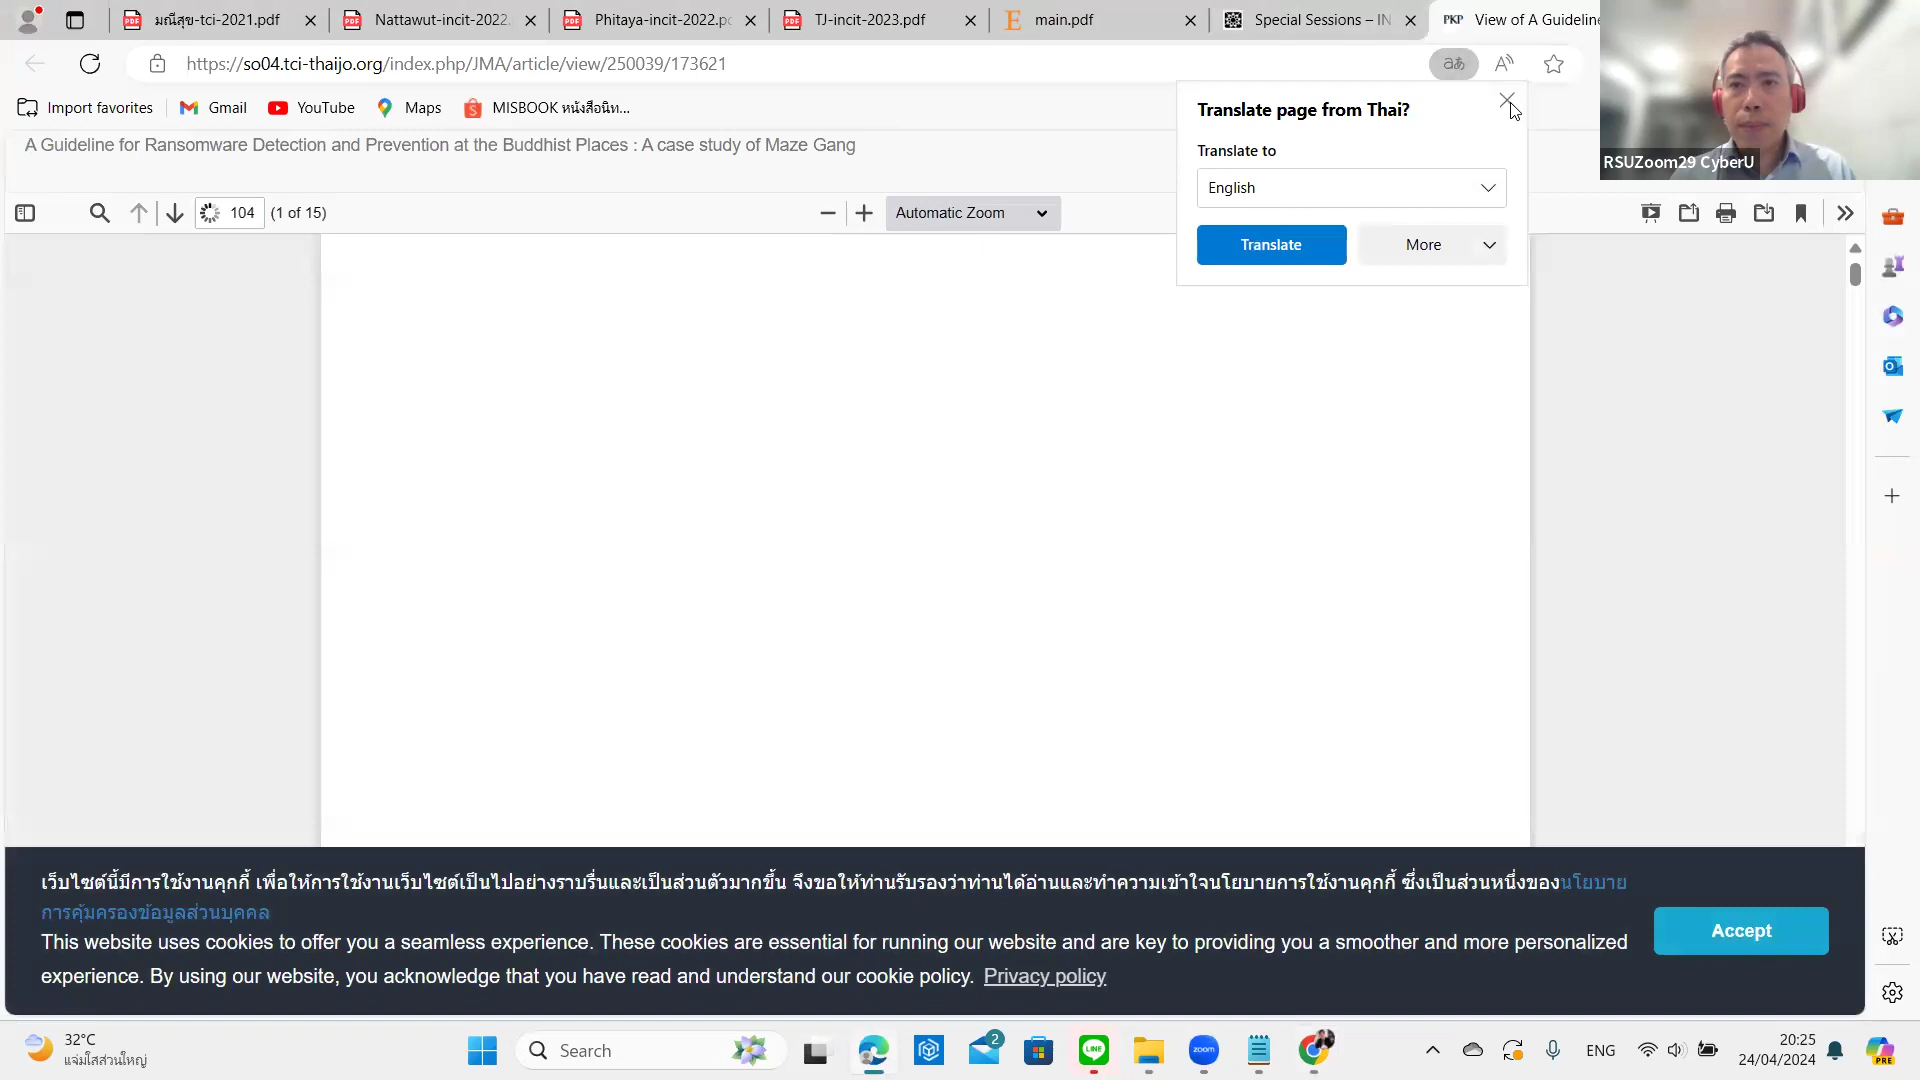 มณีสุข-tci-2021.pdf
Nattawut-incit-2022.
Phitaya-incit-2022.pc
TJ-incit-2023.pdf
main.pdf
Special Sessions – IN
PKP View of A Guideline
https://so04.tci-thaijo.org/index.php/JMA/article/view/250039/173621
Import favorites
Gmail
YouTube
Maps
MISBOOK หนังสือนิท...
Translate page from Thai?
Translate to
English
Translate
More
RSUZoom29 CyberU
A Guideline for Ransomware Detection and Prevention at the Buddhist Places : A case study of Maze Gang
104 (1 of 15)
Automatic Zoom
เว็บไซต์นี้มีการใช้งานคุกกี้ เพื่อให้การใช้งานเว็บไซต์เป็นไปอย่างราบรื่นและเป็นส่วนตัวมากขึ้น จึงขอให้ท่านรับรองว่าท่านได้อ่านและทำความเข้าใจนโยบายการใช้งานคุกกี้ ซึ่งเป็นส่วนหนึ่งของนโยบาย
การคุ้มครองข้อมูลส่วนบุคคล
This website uses cookies to offer you a seamless experience. These cookies are essential for running our website and are key to providing you a smoother and more personalized
experience. By using our website, you acknowledge that you have read and understand our cookie policy. Privacy policy
Accept
32°C
แจ่มใสส่วนใหญ่
Search
2
LINE
zoom
ENG
20:25
24/04/2024
PRE